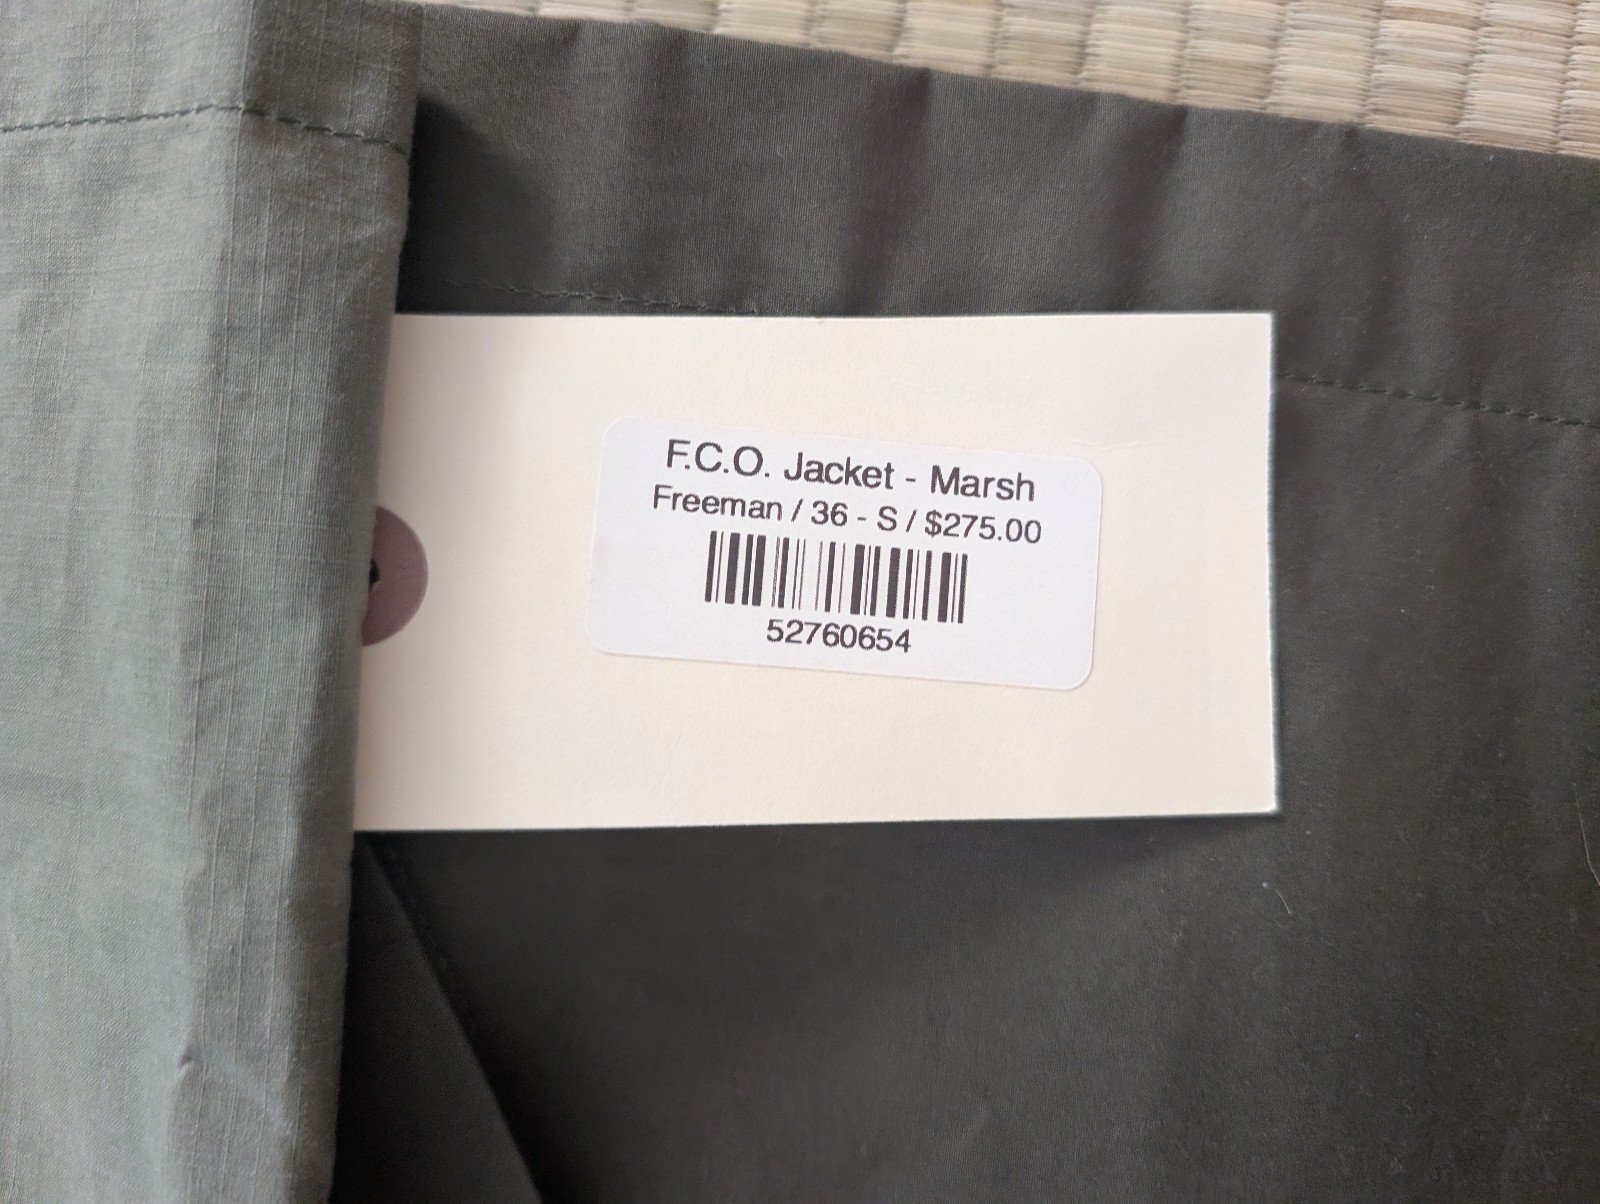 F.C.O. Jacket - Marsh
Freeman / 36 - S / $275.00
52760654